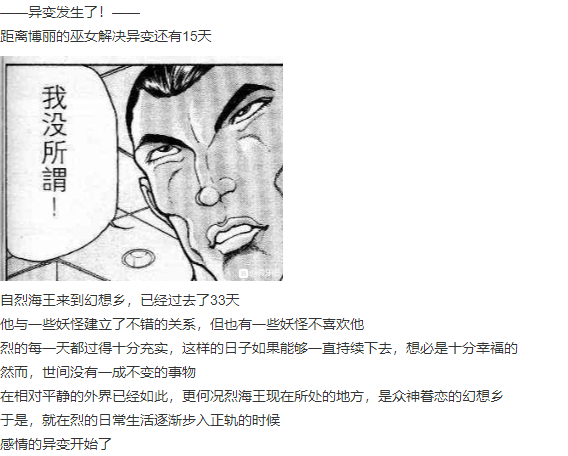 ——异变发生了！——
距离博丽的巫女解决异变还有15天
我没所謂！
自烈海王来到幻想乡，已经过去了33天
他与一些妖怪建立了不错的关系，但也有一些妖怪不喜欢他
烈的每一天都过得十分充实，这样的日子如果能够一直持续下去，想必是十分幸福的
然而，世间没有一成不变的事物
在相对平静的外界已经如此，更何况烈海王现在所处的地方，是众神眷恋的幻想乡
于是，就在烈的日常生活逐渐步入正轨的时候
感情的异变开始了